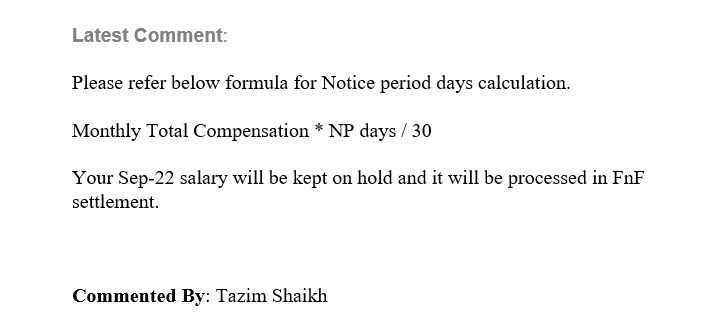 Latest Comment:
Please refer below formula for Notice period days calculation.
Monthly Total Compensation * NP days / 30
Your Sep-22 salary will be kept on hold and it will be processed in FnF
settlement.
Commented By: Tazim Shaikh